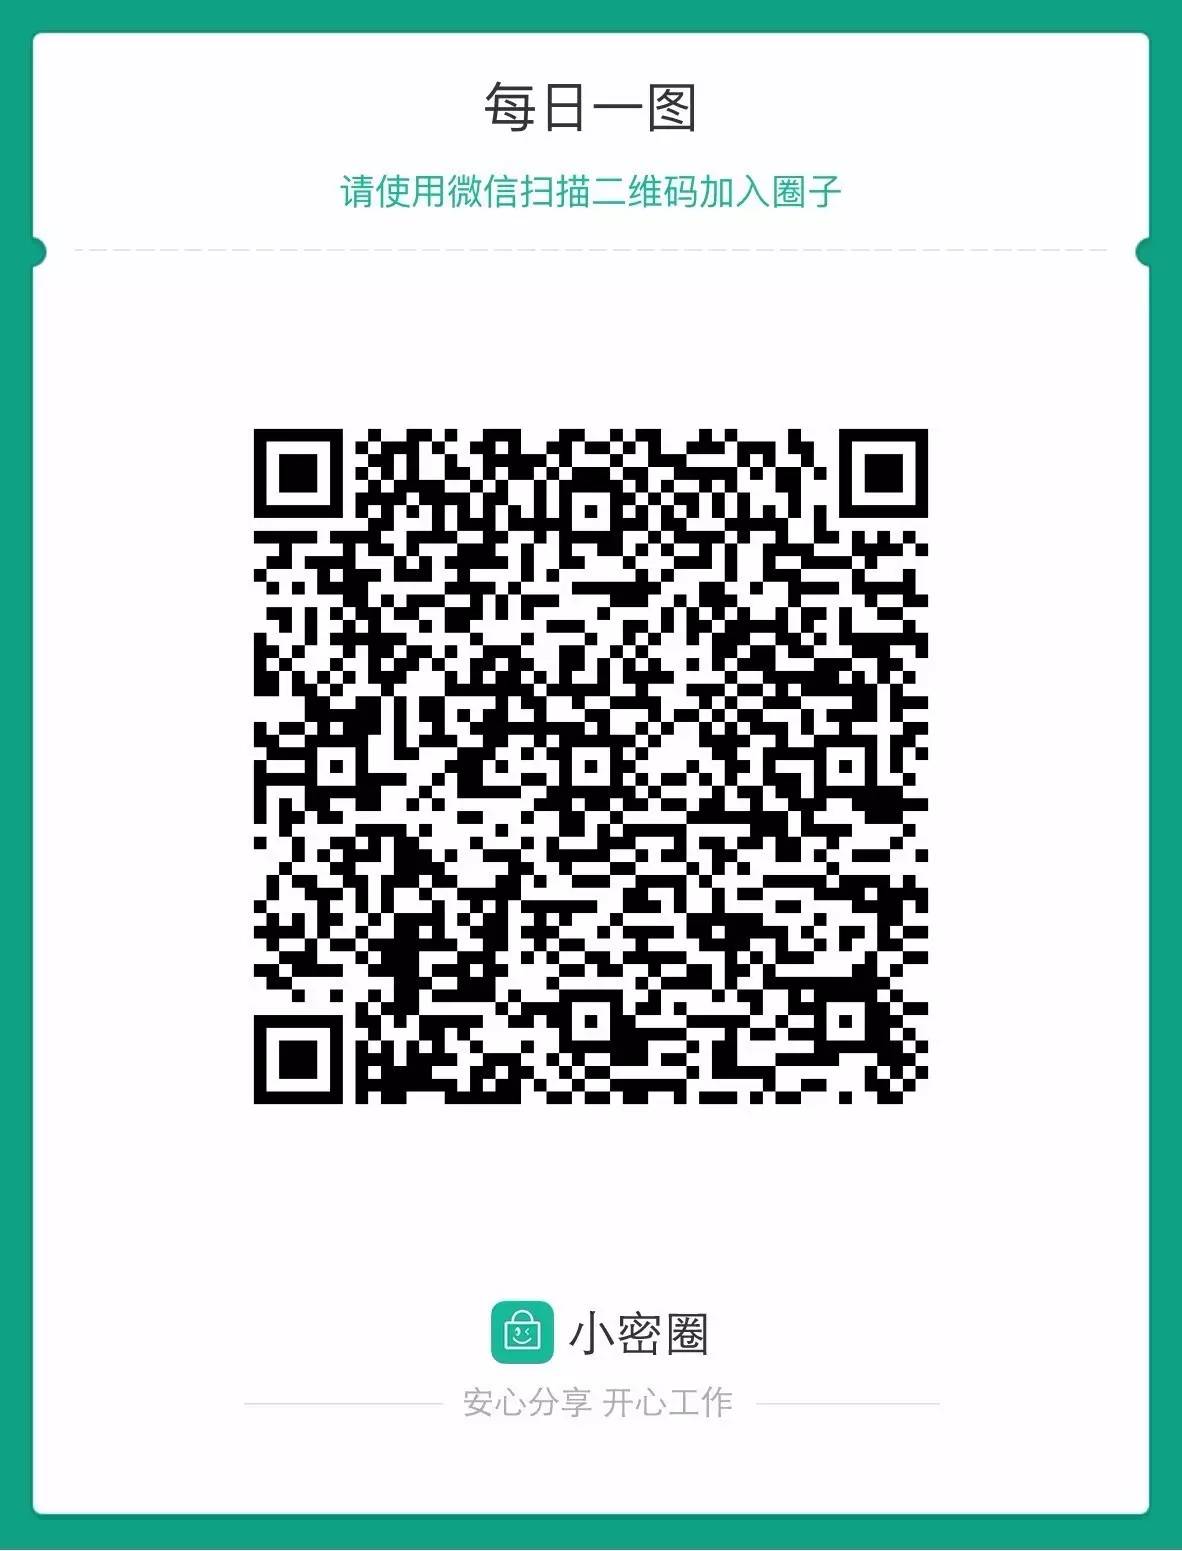 每日一图
请使用微信扫描二维码加入圈子
小密圈
安心分享 开心工作